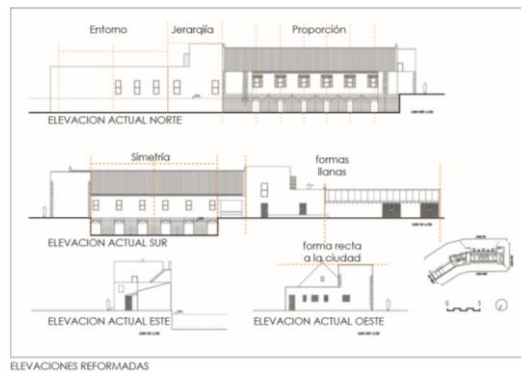 Entorno
Jerarqíía
Proporción
ELEVACION ACTUAL NORTE
Simetría
formas
llanas
ELEVACION ACTUAL SUR
forma recta
a la ciudad
ELEVACION ACTUAL ESTE
ELEVACION ACTUAL OESTE
ELEVACIONES REFORMADAS